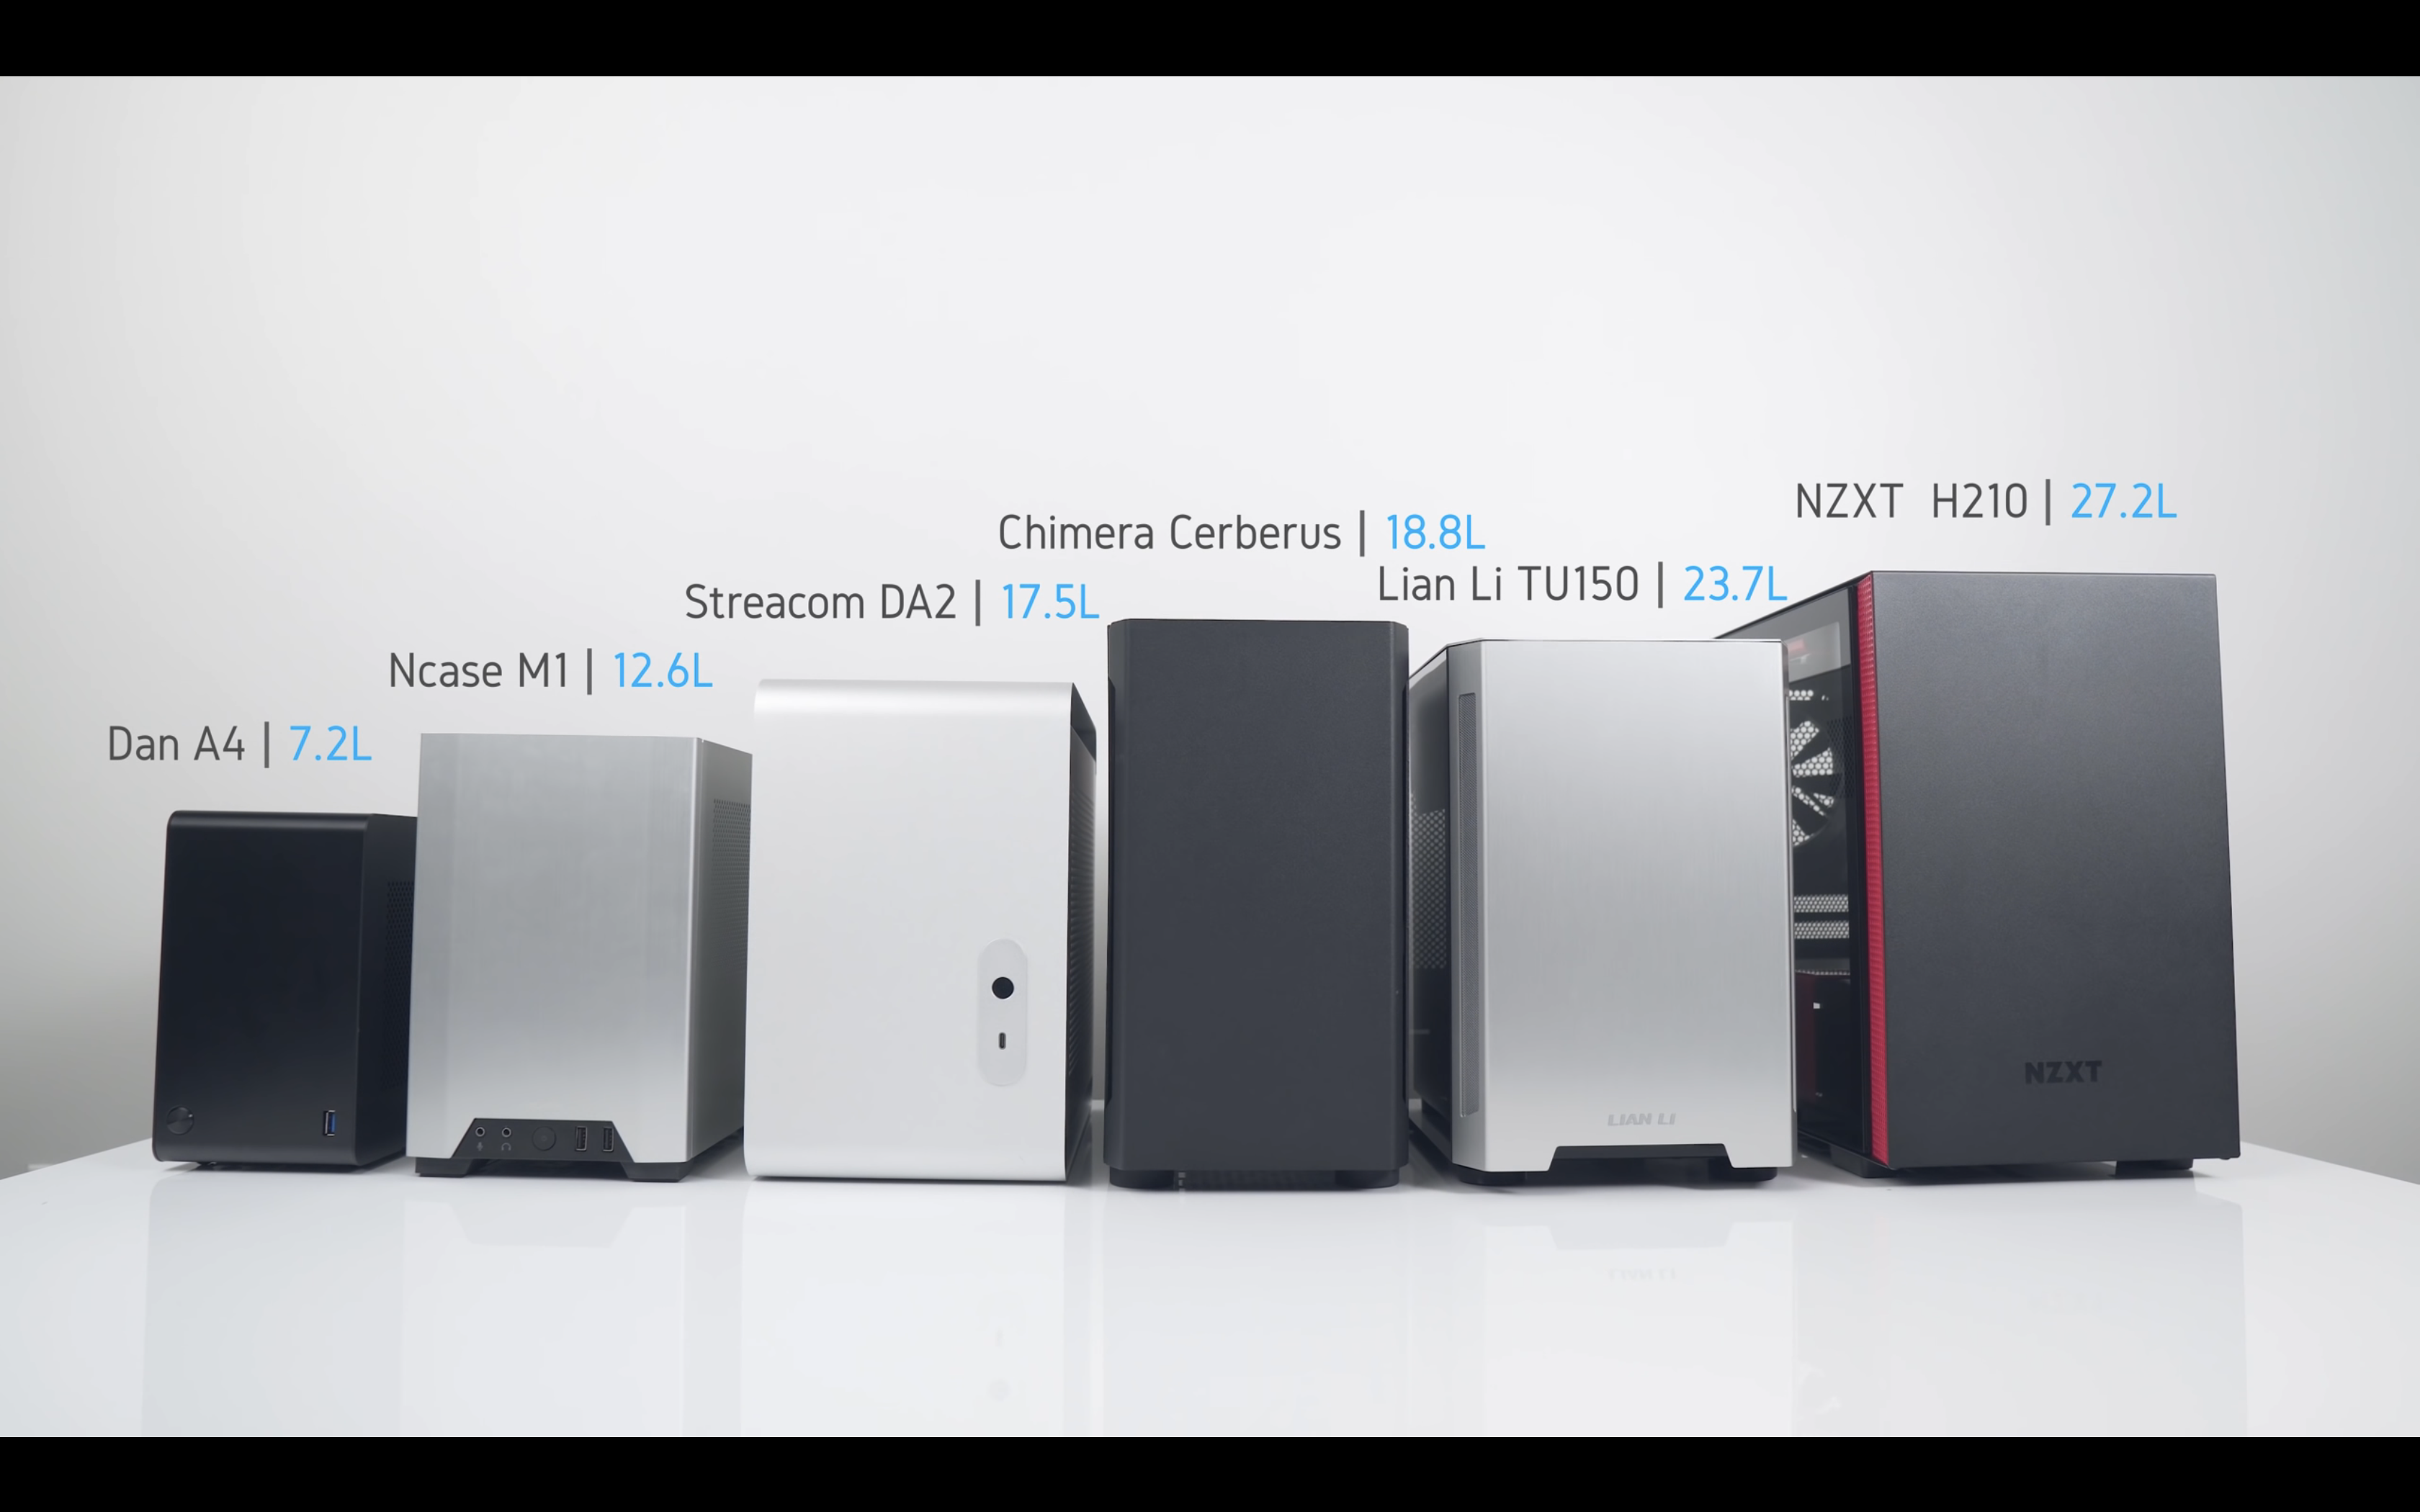 NZXT H210 | 27.2L
Chimera Cerberus | 18.8L
Lian Li TU150 | 23.7L
Streacom DA2 | 17.5L
Ncase M1 | 12.6L
Dan A4 | 7.2L
NZXT
LIAN LI